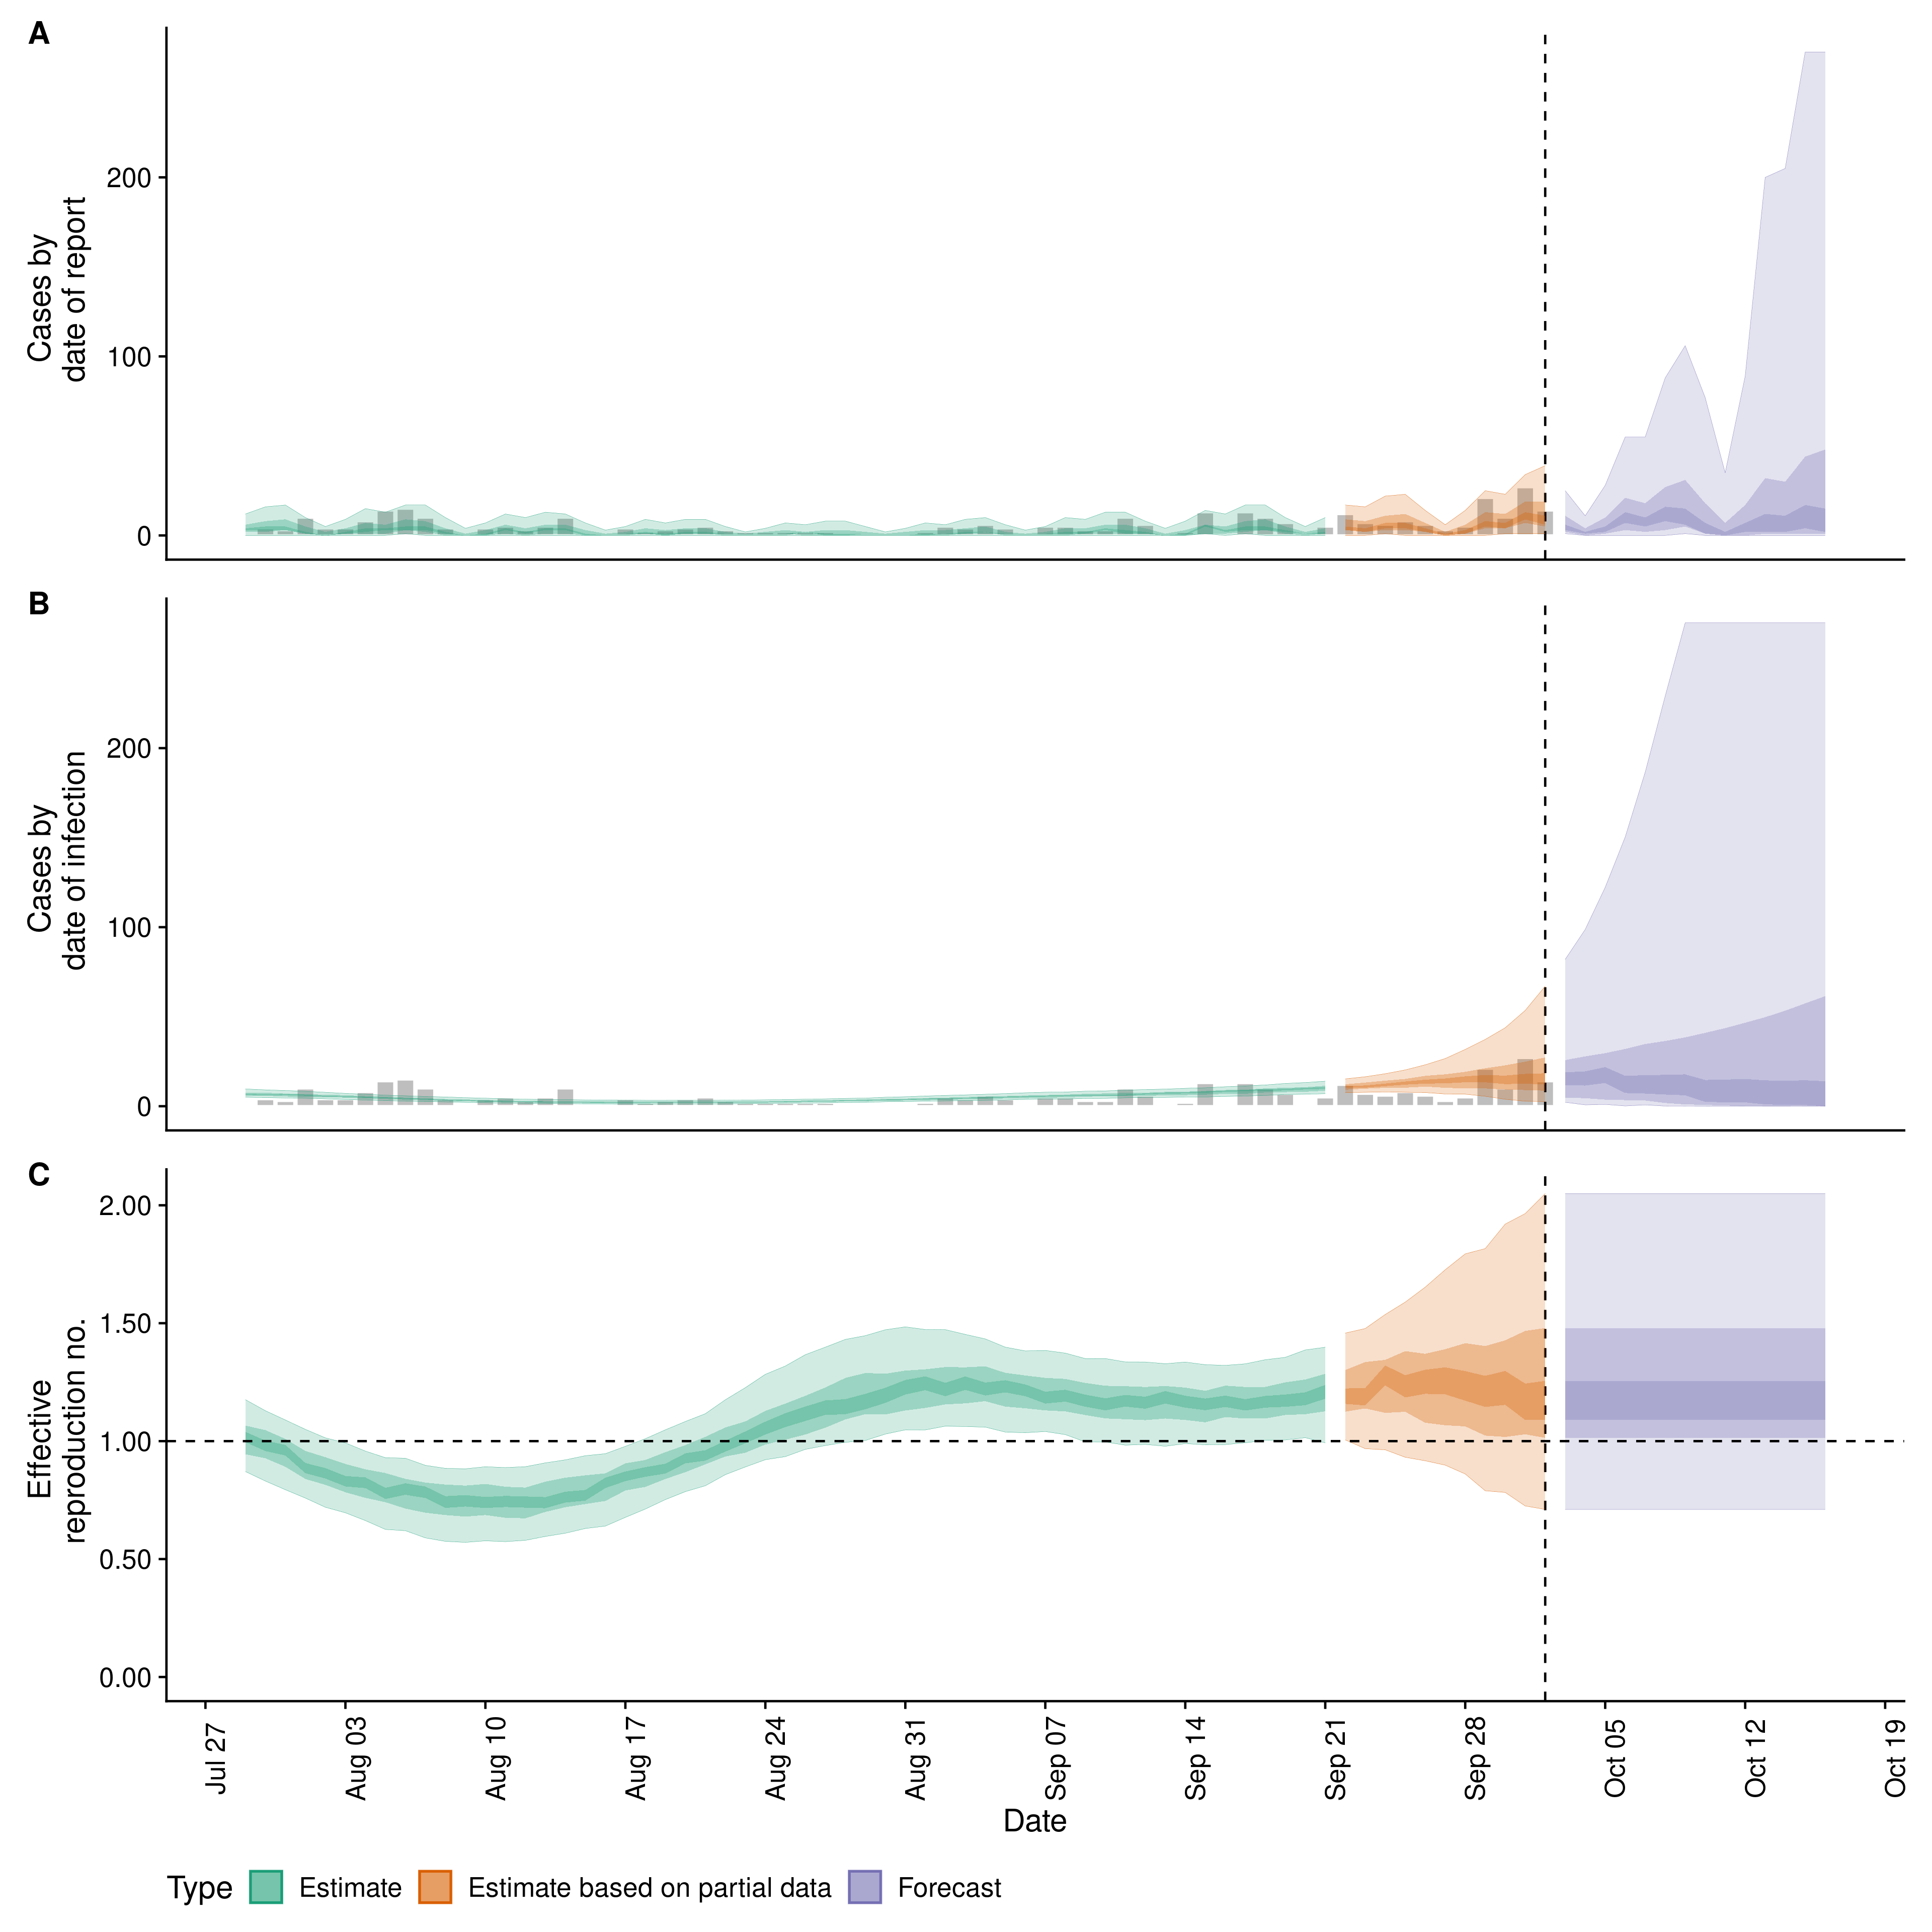 A
Cases by
date of report
200
100
0
B
Cases by
date of infection
200
100
0
C
Effective
reproduction no.
2.00
1.50
1.00
0.50
0.00
Jul 27
Aug 03
Aug 10
Aug 17
Aug 24
Aug 31
Sep 07
Sep 14
Sep 21
Sep 28
Oct 05
Oct 12
Oct 19
Date
Type Estimate Estimate based on partial data Forecast